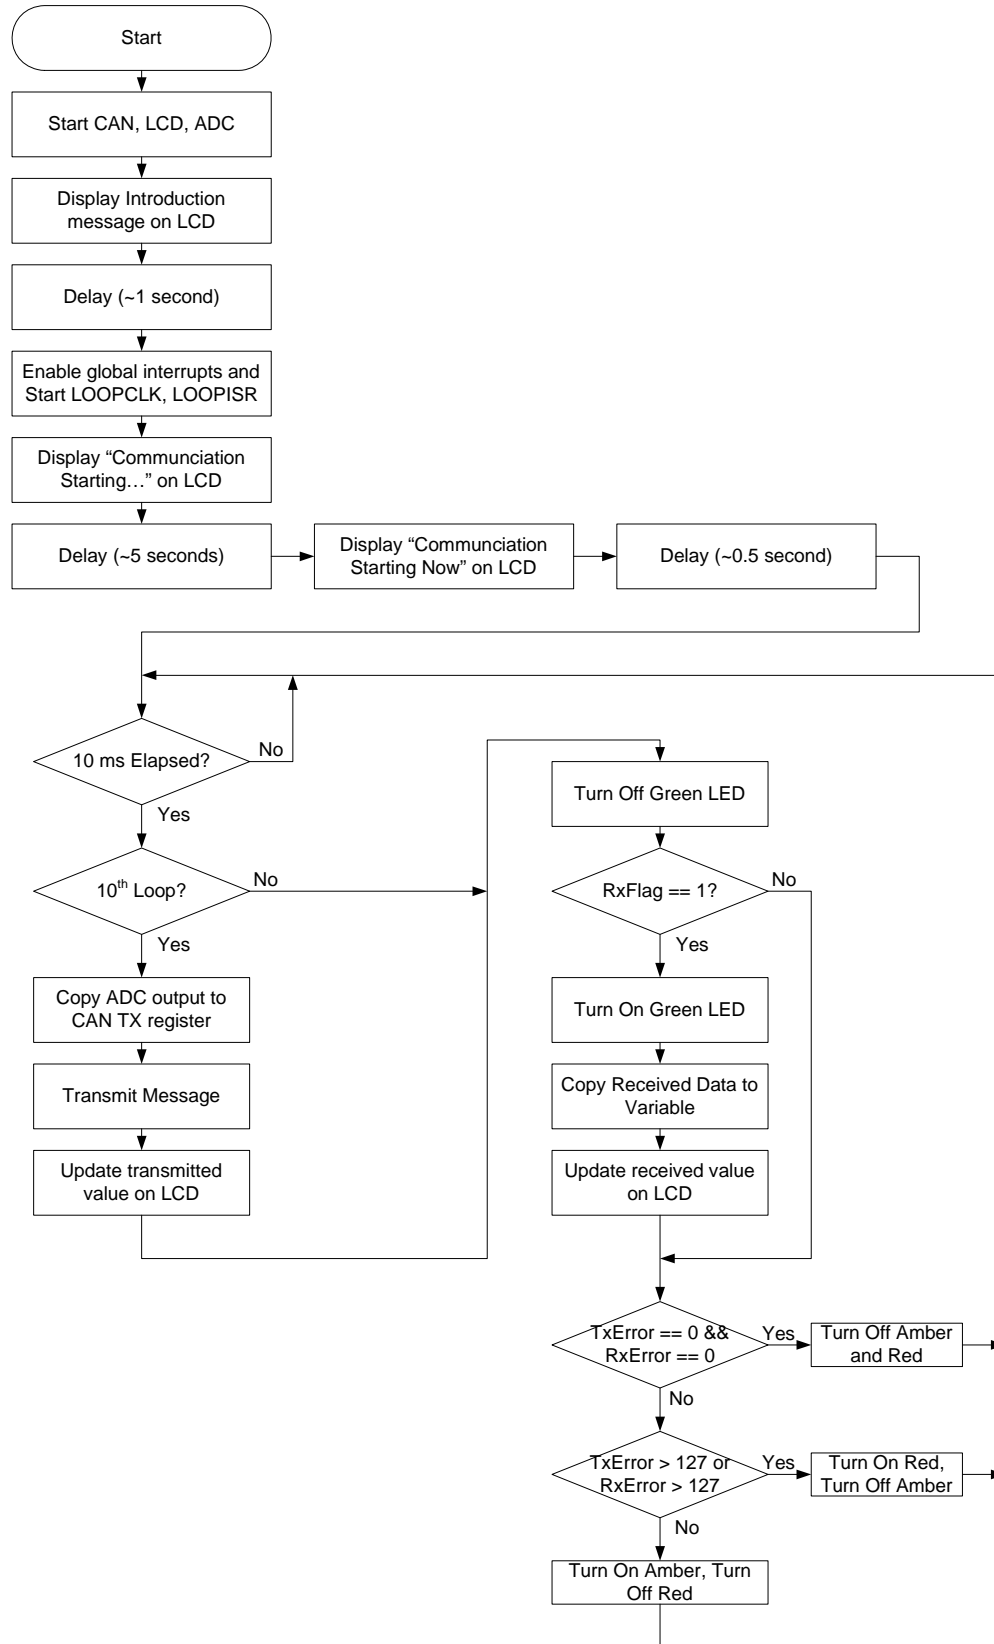 Start
Start CAN, LCD, ADC
Display Introduction
message on LCD
Delay (~1 second)
Enable global interrupts and
Start LOOPCLK, LOOPISR
Display “Communciation
Starting…” on LCD
Delay (~5 seconds)
Display “Communciation
Starting Now” on LCD
Delay (~0.5 second)
10 ms Elapsed?
No
Yes
10th Loop?
No
Yes
Copy ADC output to
CAN TX register
Transmit Message
Update transmitted
value on LCD
Turn Off Green LED
RxFlag == 1?
No
Yes
Turn On Green LED
Copy Received Data to
Variable
Update received value
on LCD
TxError == 0 &&
RxError == 0
Yes
Turn Off Amber
and Red
No
TxError > 127 or
RxError > 127
Yes
Turn On Red,
Turn Off Amber
No
Turn On Amber, Turn
Off Red